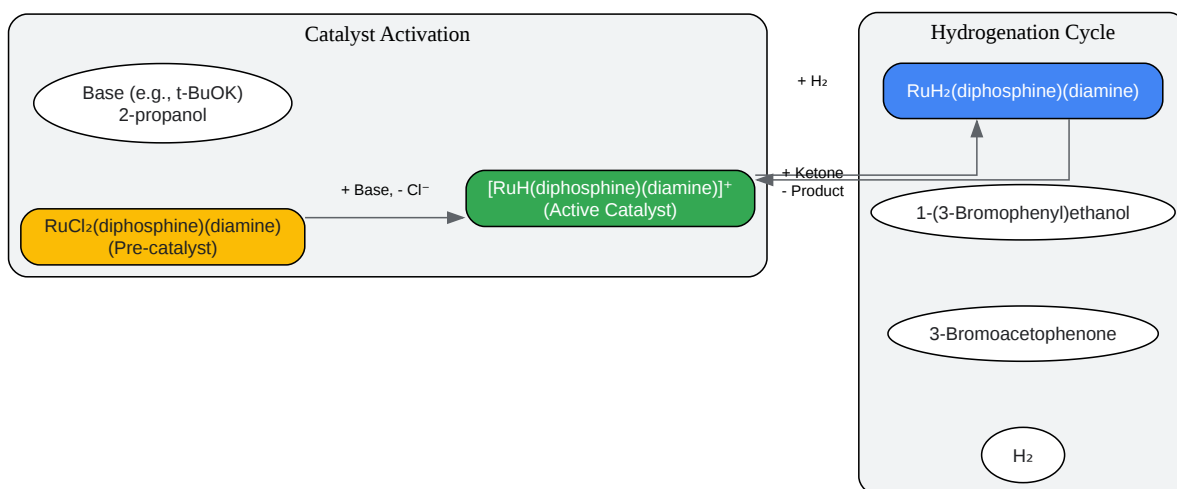 Catalyst Activation
Base (e.g., t-BuOK)
2-propanol
+ Base, - Cl⁻
[RuH(diphosphine)(diamine)]⁺
(Active Catalyst)
RuCl₂(diphosphine)(diamine)
(Pre-catalyst)
+ H₂
+ Ketone
- Product
Hydrogenation Cycle
RuH₂(diphosphine)(diamine)
1-(3-Bromophenyl)ethanol
3-Bromoacetophenone
H₂